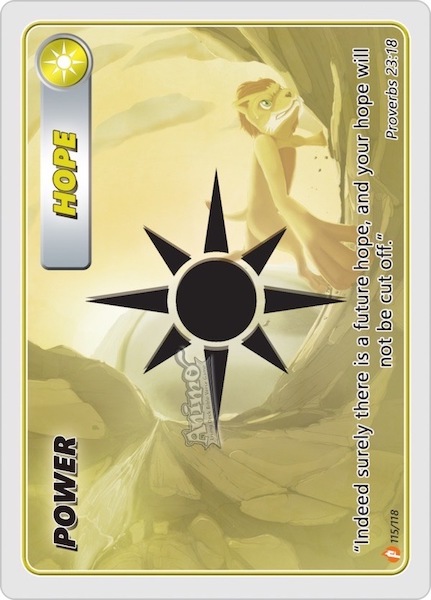 POWER
HOPE
Animoz
"Indeed surely there is a future hope, and your hope will
not be cut off."
Proverbs 23:18
115/118